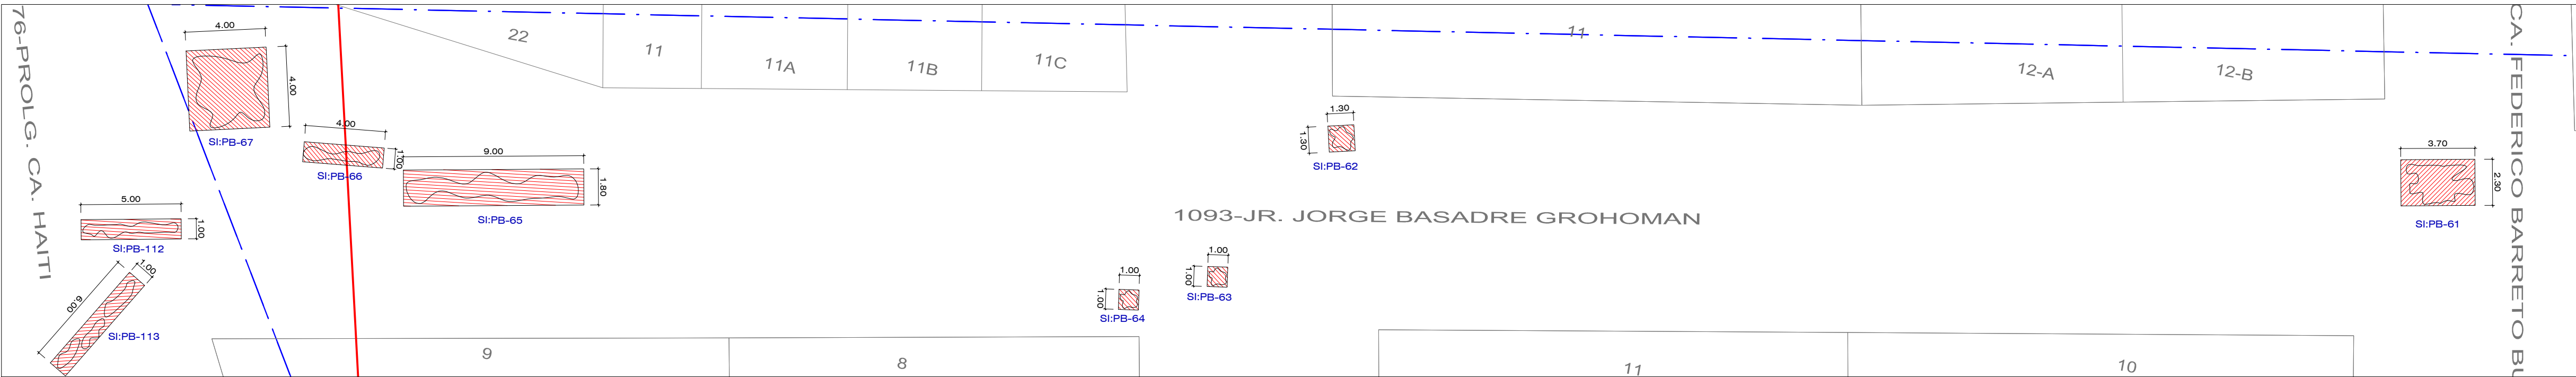 76-PROLG. CA. HAITI
4.00
4.00
SI:PB-67
22
11
11A
11B
11C
11
12-A
12-B
CA. FEDERICO BARRETO BU
4.00
1.00
SI:PB-66
9.00
1.80
SI:PB-65
1.30
1.30
SI:PB-62
3.70
2.30
SI:PB-61
5.00
1.00
SI:PB-112
1093-JR. JORGE BASADRE GROHOMAN
1.00
6.00
SI:PB-113
1.00
1.00
SI:PB-64
1.00
1.00
SI:PB-63
9
8
11
10